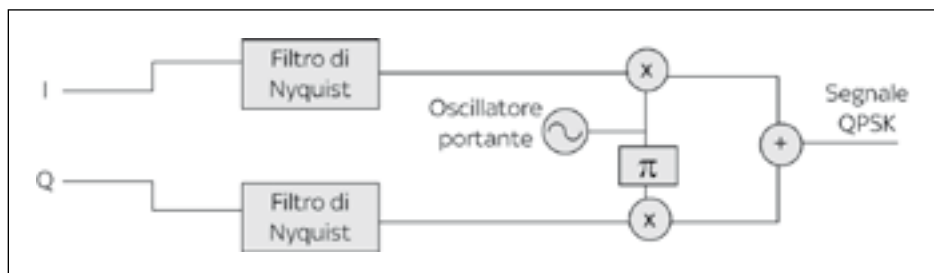 Filtro di
Nyquist
I
x
Oscillatore
portante
Segnale
QPSK
+
π
Q
Filtro di
Nyquist
x